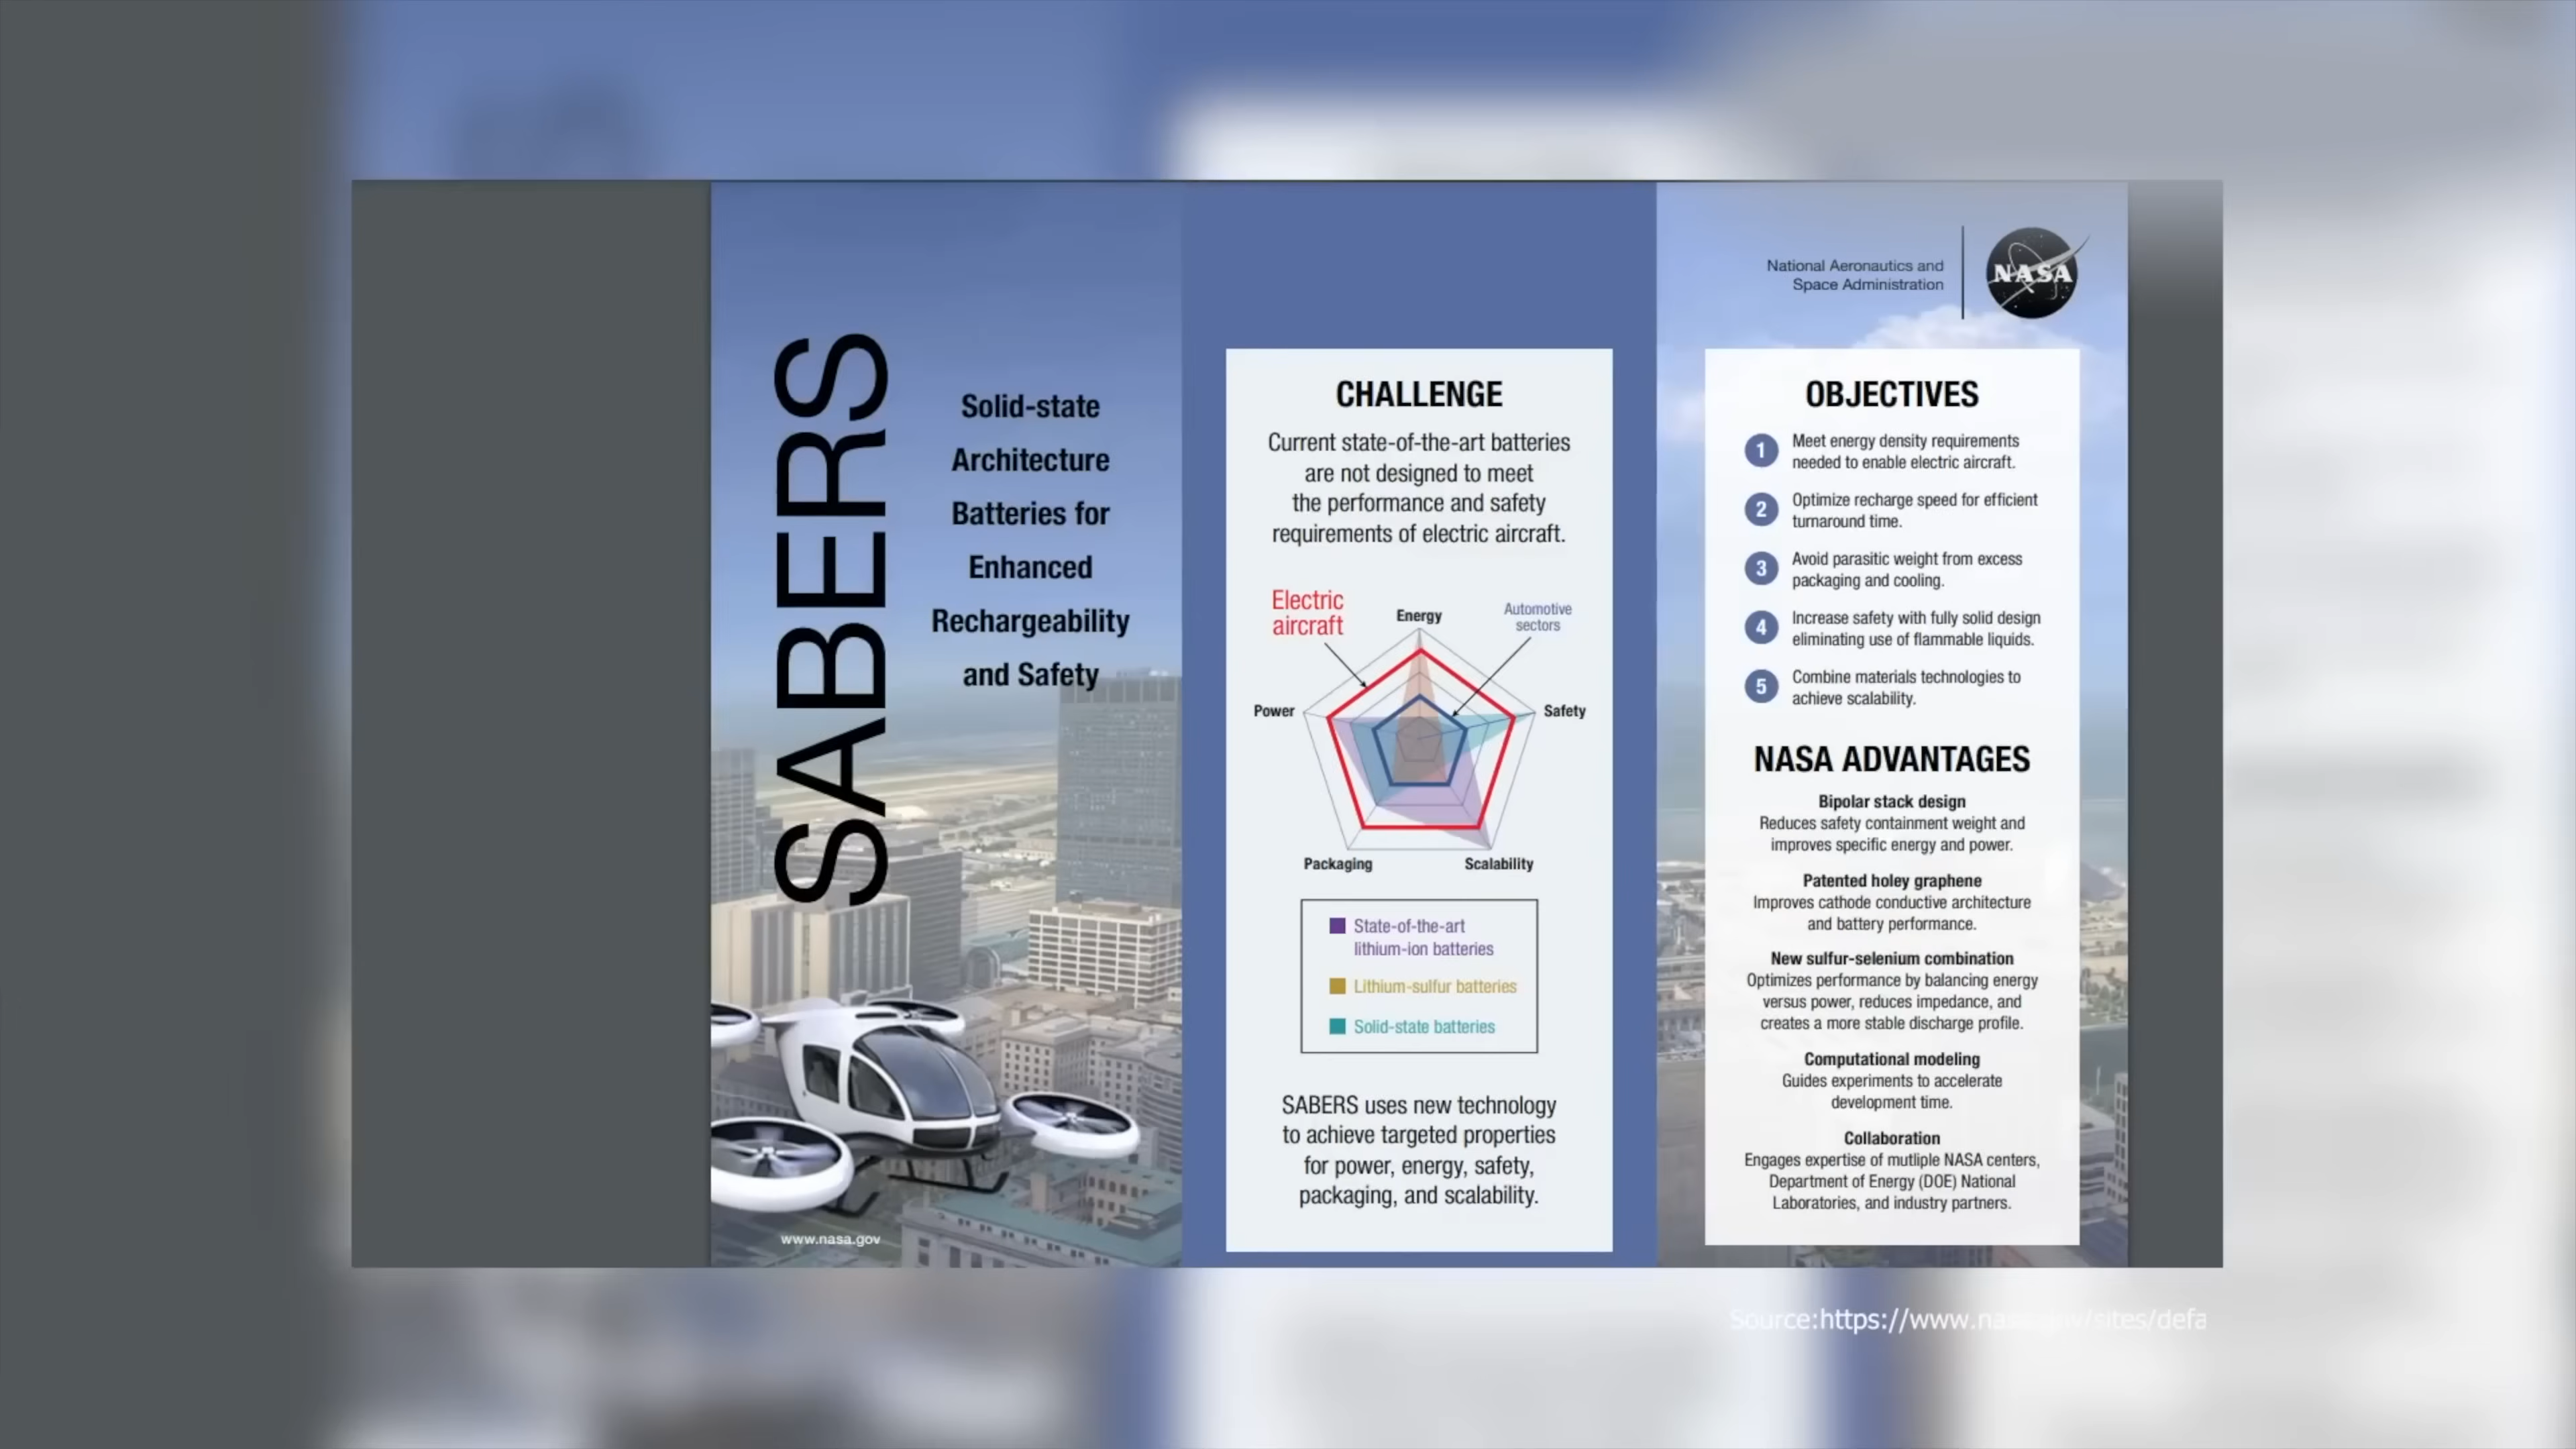 SABERS
Solid-state
Architecture
Batteries for
Enhanced
Rechargeability
and Safety
www.nasa.gov
CHALLENGE
Current state-of-the-art batteries
are not designed to meet
the performance and safety
requirements of electric aircraft.
Electric
aircraft
Energy
Automotive
sectors
Power
Safety
Packaging
Scalability
State-of-the-art
lithium-ion batteries
Lithium-sulfur batteries
Solid-state batteries
SABERS uses new technology
to achieve targeted properties
for power, energy, safety,
packaging, and scalability.
National Aeronautics and
Space Administration
NASA
OBJECTIVES
1 Meet energy density requirements
needed to enable electric aircraft.
2 Optimize recharge speed for efficient
turnaround time.
3 Avoid parasitic weight from excess
packaging and cooling.
4 Increase safety with fully solid design
eliminating use of flammable liquids.
5 Combine materials technologies to
achieve scalability.
NASA ADVANTAGES
Bipolar stack design
Reduces safety containment weight and
improves specific energy and power.
Patented holey graphene
Improves cathode conductive architecture
and battery performance.
New sulfur-selenium combination
Optimizes performance by balancing energy
versus power, reduces impedance, and
creates a more stable discharge profile.
Computational modeling
Guides experiments to accelerate
development time.
Collaboration
Engages expertise of mutliple NASA centers,
Department of Energy (DOE) National
Laboratories, and industry partners.
Source:https://www.nasa.gov/sites/defa